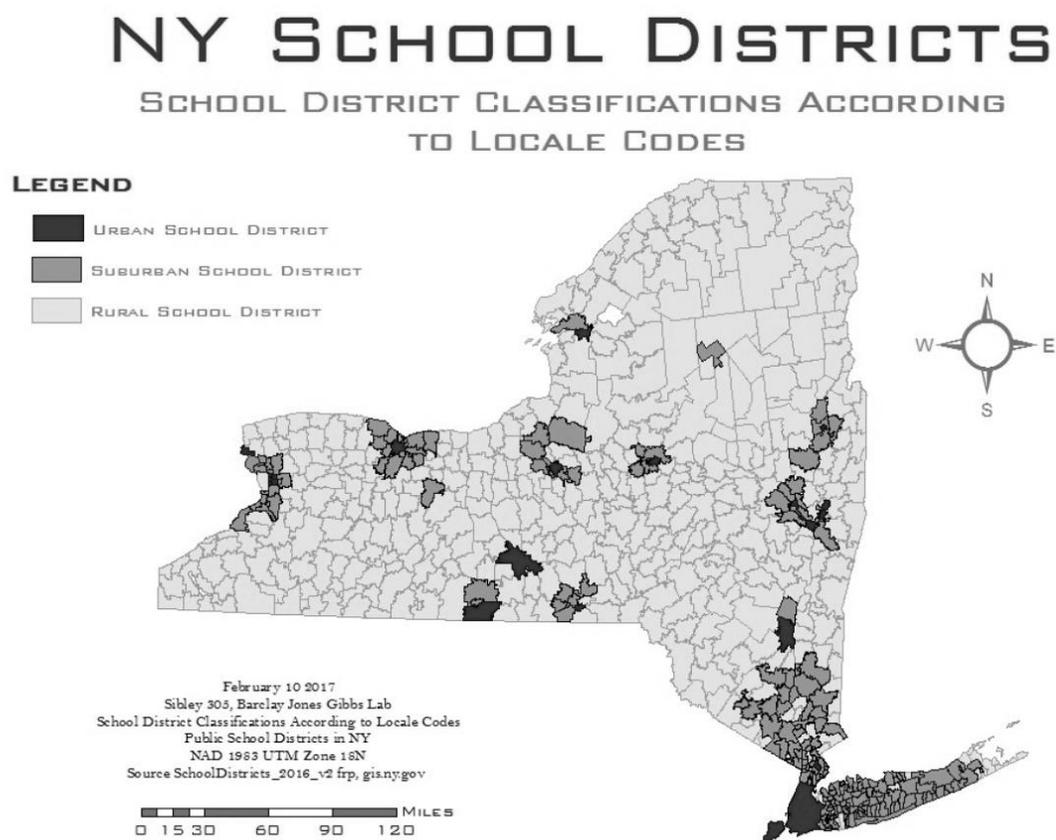 NY School Districts
School District Classifications According
to Locale Codes
Legend
Urban School District
Suburban School District
Rural School District
N
W
E
S
February 10 2017
Sibley 305, Barclay Jones Gibbs Lab
School District Classifications According to Locale Codes
Public School Districts in NY
NAD 1983 UTM Zone 18N
Source SchoolDistricts_2016_v2 frp, gis.ny.gov
Miles
0 15 30 60 90 120